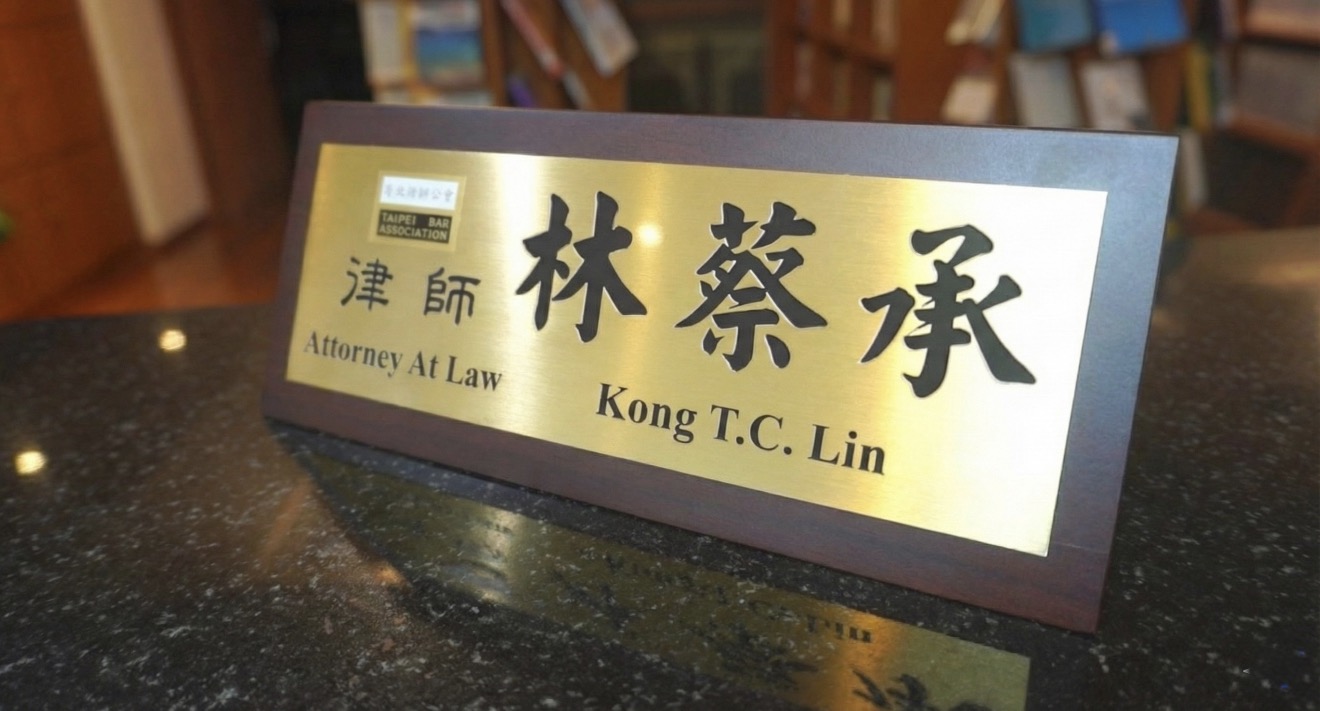 台北律師公會
TAIPEI BAR
ASSOCIATION
律師 林蔡承
Attorney At Law
Kong T.C. Lin